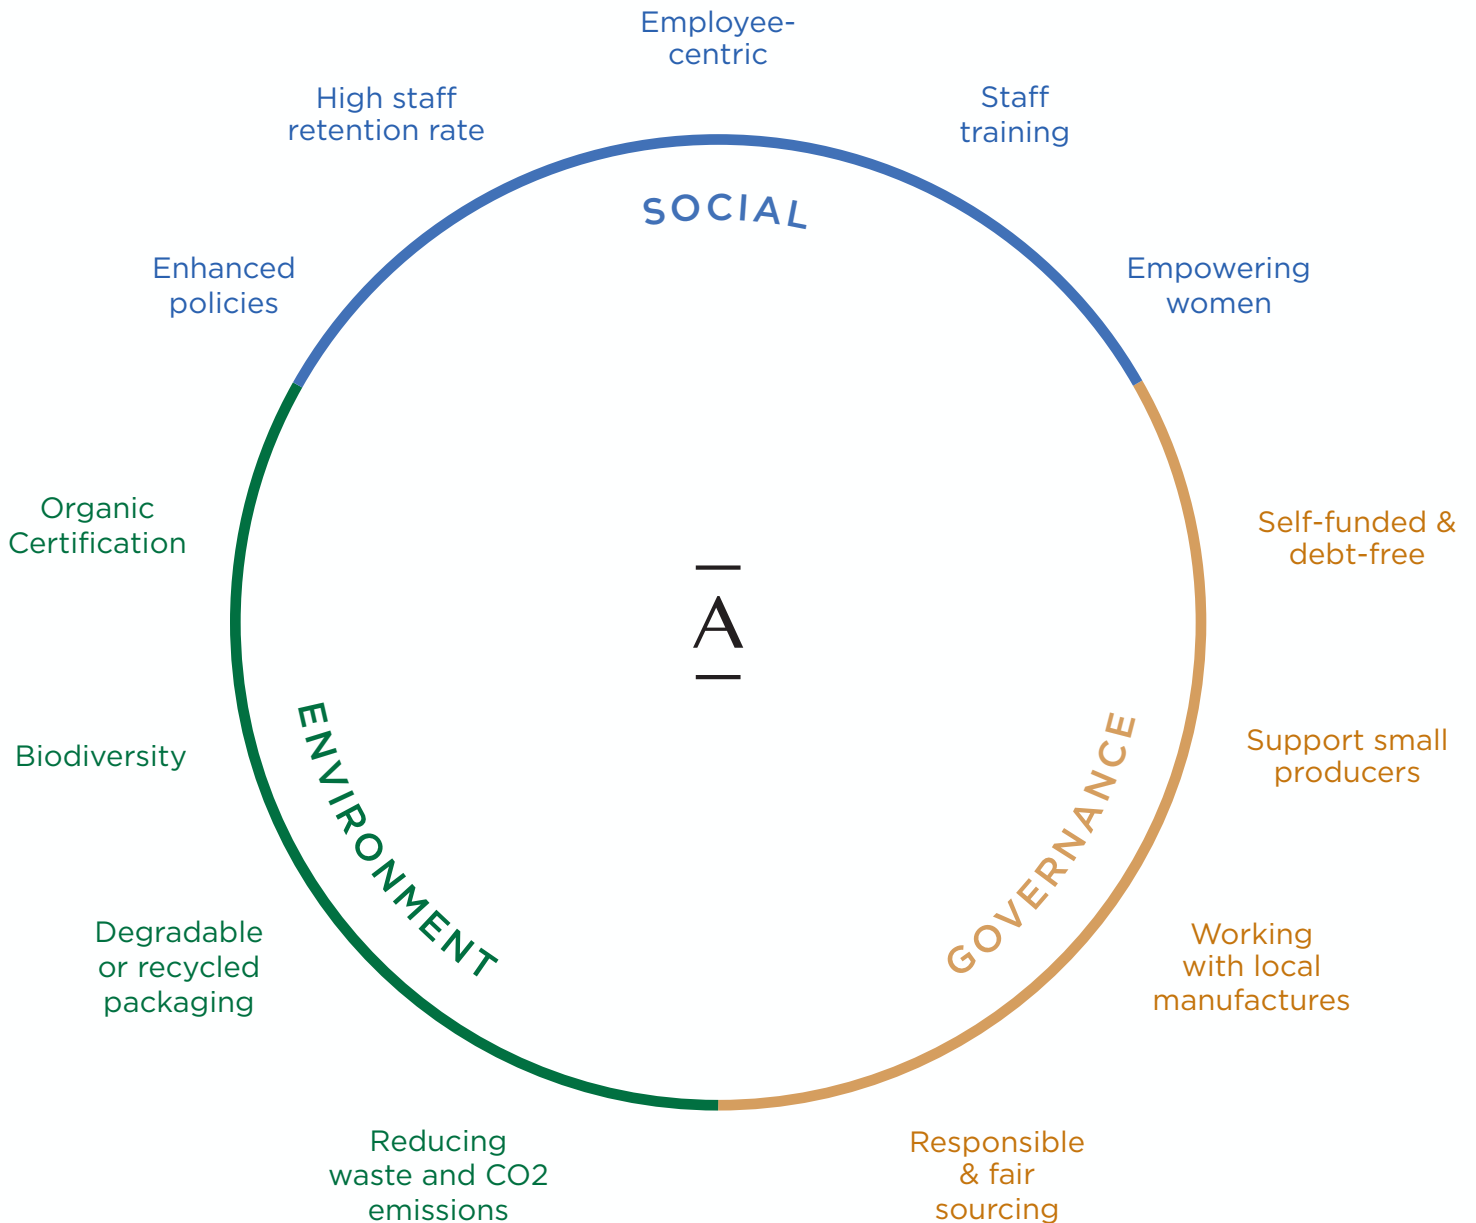 Employee-
centric
High staff
retention rate
Staff
training
SOCIAL
Enhanced
policies
Empowering
women
Organic
Certification
Self-funded &
debt-free
A
Biodiversity
ENVIRONMENT
GOVERNANCE
Support small
producers
Degradable
or recycled
packaging
Working
with local
manufactures
Reducing
waste and CO2
emissions
Responsible
& fair
sourcing